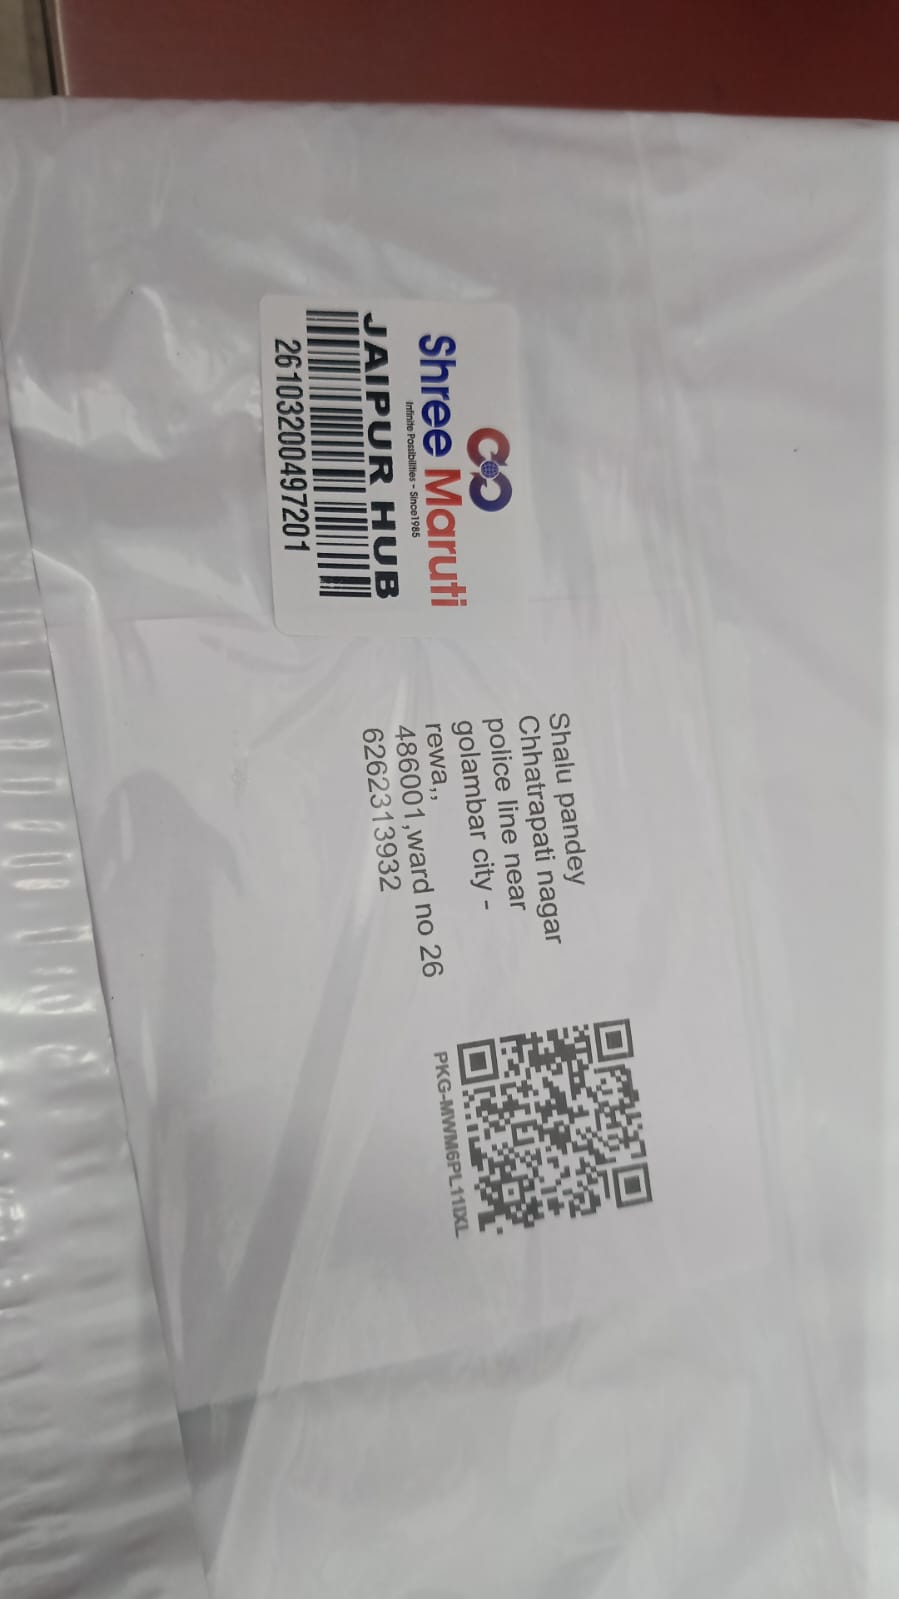 Shree Maruti
Infinite Possibilities - Since1985
JAIPUR HUB
26103200497201
Shalu pandey
Chhatrapati nagar
police line near
golambar city -
rewa,,
486001,ward no 26
6262313932
PKG-MWM6PL11IXL